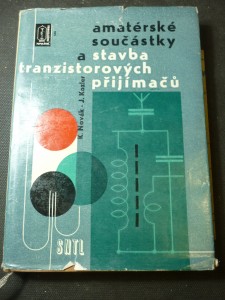 amatérské
součástky
a stavba
tranzistorových
přijímačů
K. Novák - J. Kozler
SNTL